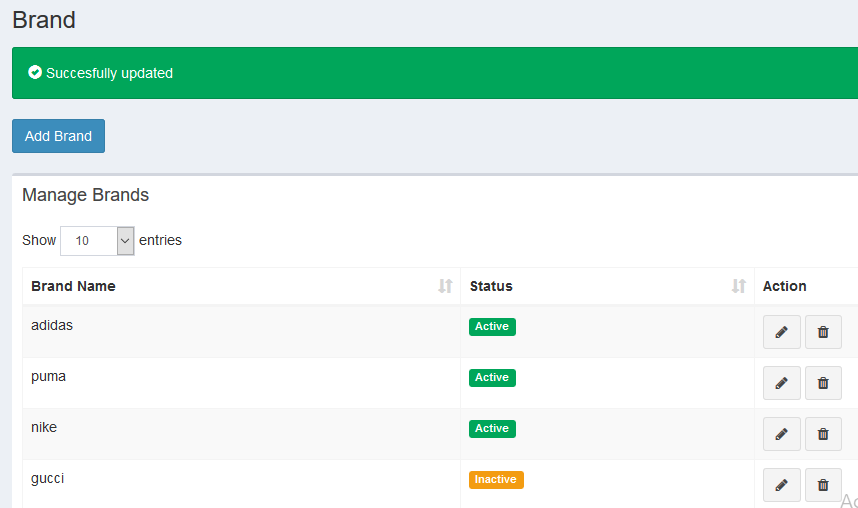 Brand
Succesfully updated
Add Brand
Manage Brands
Show 10 entries
Brand Name Status Action
adidas Active
puma Active
nike Active
gucci Inactive